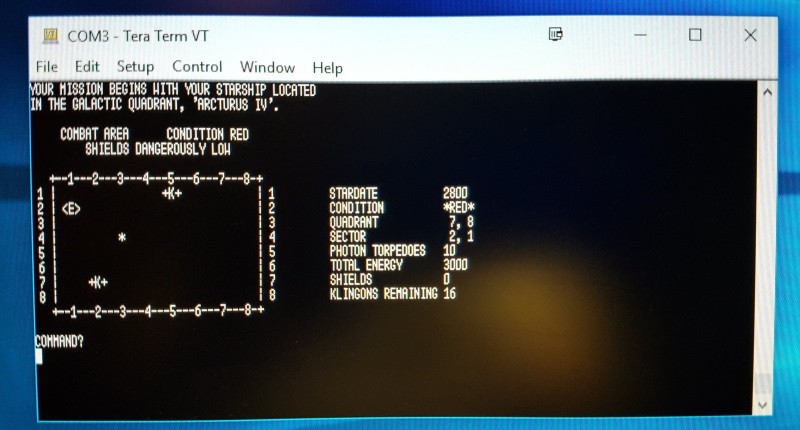 COM3 - Tera Term VT
File Edit Setup Control Window Help
YOUR MISSION BEGINS WITH YOUR STARSHIP LOCATED
IN THE GALACTIC QUADRANT, 'ARCTURUS IV'.
COMBAT AREA CONDITION RED
SHIELDS DANGEROUSLY LOW
+--1---2---3---4---5---6---7---8-+
1 | +K+ | 1 STARDATE 2800
2 | <E> | 2 CONDITION *RED*
3 | | 3 QUADRANT 7, 8
4 | * | 4 SECTOR 2, 1
5 | | 5 PHOTON TORPEDOES 10
6 | | 6 TOTAL ENERGY 3000
7 | +K+ | 7 SHIELDS 0
8 | | 8 KLINGONS REMAINING 16
+--1---2---3---4---5---6---7---8-+
COMMAND?